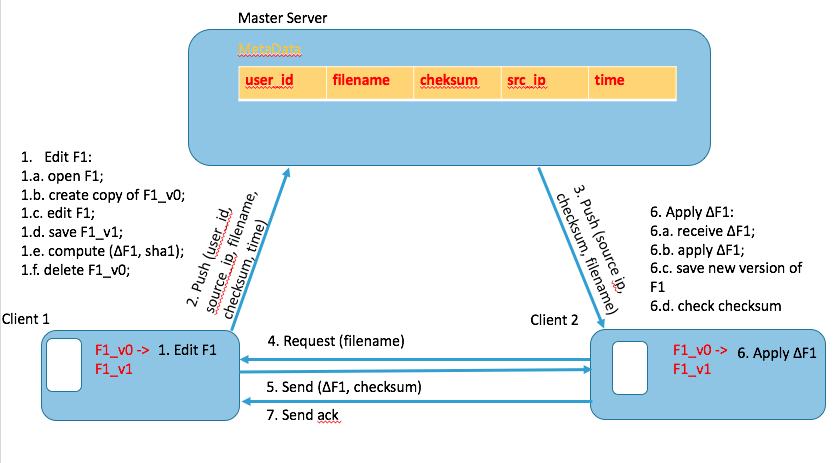 Master Server
MetaData
user_id filename cheksum src_ip time
1. Edit F1:
1.a. open F1;
1.b. create copy of F1_v0;
1.c. edit F1;
1.d. save F1_v1;
1.e. compute (ΔF1, sha1);
1.f. delete F1_v0;
2. Push (user_id,
source_ip, filename,
checksum, time)
3. Push (source ip,
checksum, filename)
6. Apply ΔF1:
6.a. receive ΔF1;
6.b. apply ΔF1;
6.c. save new version of
F1
6.d. check checksum
Client 1
F1_v0 -> 1. Edit F1
F1_v1
4. Request (filename)
5. Send (ΔF1, checksum)
7. Send ack
Client 2
F1_v0 -> 6. Apply ΔF1
F1_v1